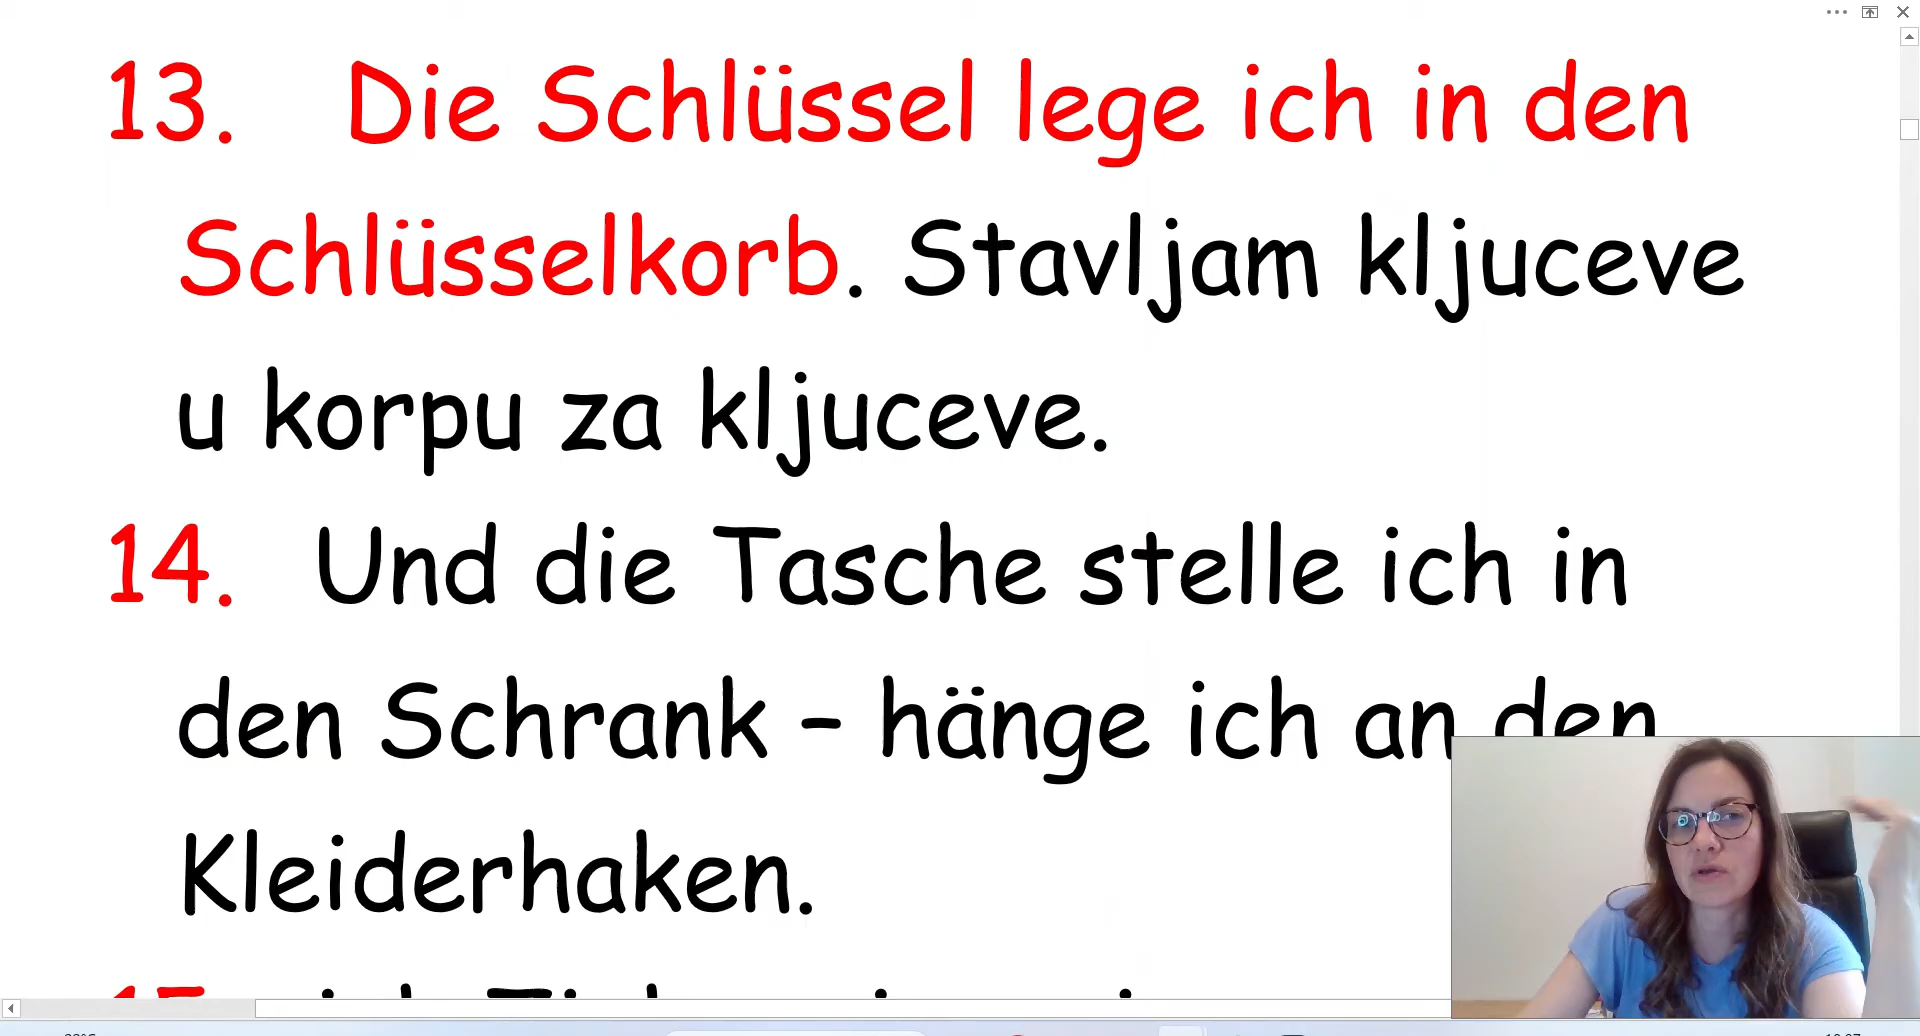 13. Die Schlüssel lege ich in den
Schlüsselkorb. Stavljam kljuceve
u korpu za kljuceve.
14. Und die Tasche stelle ich in
den Schrank – hänge ich an den
Kleiderhaken.
15.